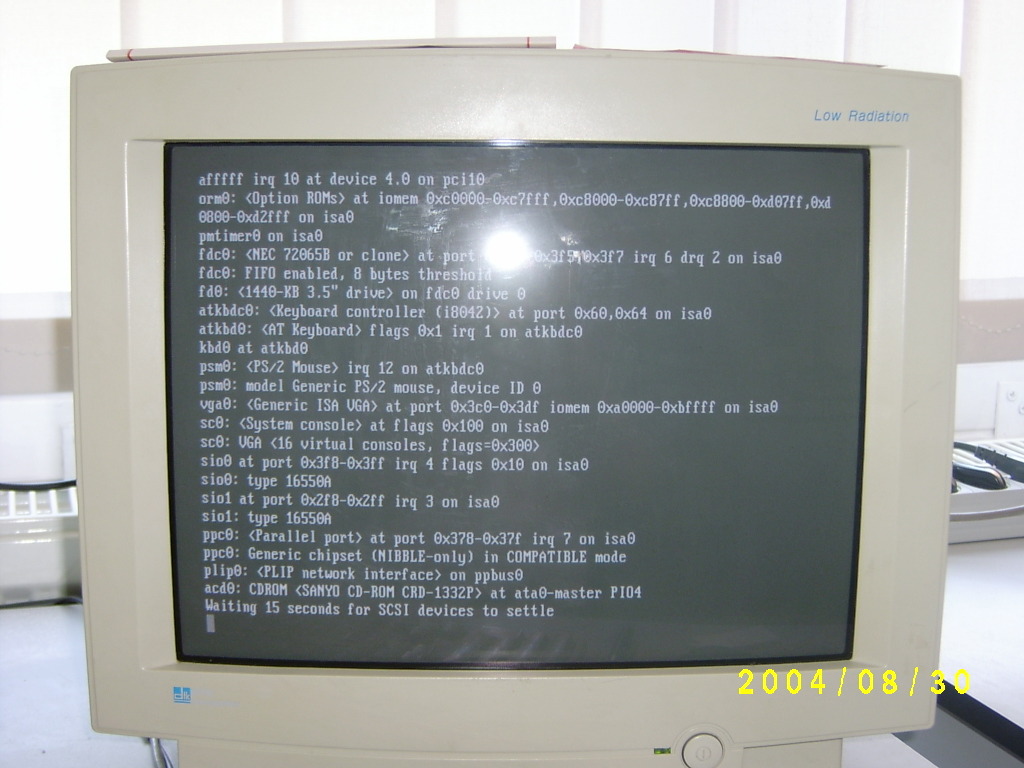 Low Radiation
afffff irq 10 at device 4.0 on pci10
orm0: <Option ROMs> at iomem 0xc0000-0xc7fff,0xc8000-0xc87ff,0xc8800-0xd07ff,0xd
0800-0xd2fff on isa0
pmtimer0 on isa0
fdc0: <NEC 72065B or clone> at port 0x3f5,0x3f7 irq 6 drq 2 on isa0
fdc0: FIFO enabled, 8 bytes threshold
fd0: <1440-KB 3.5" drive> on fdc0 drive 0
atkbdc0: <Keyboard controller (i8042)> at port 0x60,0x64 on isa0
atkbd0: <AT Keyboard> flags 0x1 irq 1 on atkbdc0
kbd0 at atkbd0
psm0: <PS/2 Mouse> irq 12 on atkbdc0
psm0: model Generic PS/2 mouse, device ID 0
vga0: <Generic ISA VGA> at port 0x3c0-0x3df iomem 0xa0000-0xbffff on isa0
sc0: <System console> at flags 0x100 on isa0
sc0: VGA <16 virtual consoles, flags=0x300>
sio0 at port 0x3f8-0x3ff irq 4 flags 0x10 on isa0
sio0: type 16550A
sio1 at port 0x2f8-0x2ff irq 3 on isa0
sio1: type 16550A
ppc0: <Parallel port> at port 0x378-0x37f irq 7 on isa0
ppc0: Generic chipset (NIBBLE-only) in COMPATIBLE mode
plip0: <PLIP network interface> on ppbus0
acd0: CDROM <SANYO CD-ROM CRD-1332P> at ata0-master PIO4
Waiting 15 seconds for SCSI devices to settle
2004/08/30